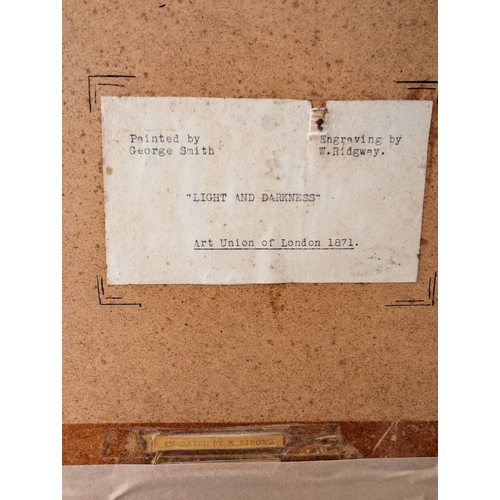 Painted by Engraving by
George Smith W.Ridgway.
"LIGHT AND DARKNESS"
Art Union of London 1871.
ENGRAVED BY W. RIDGWAY